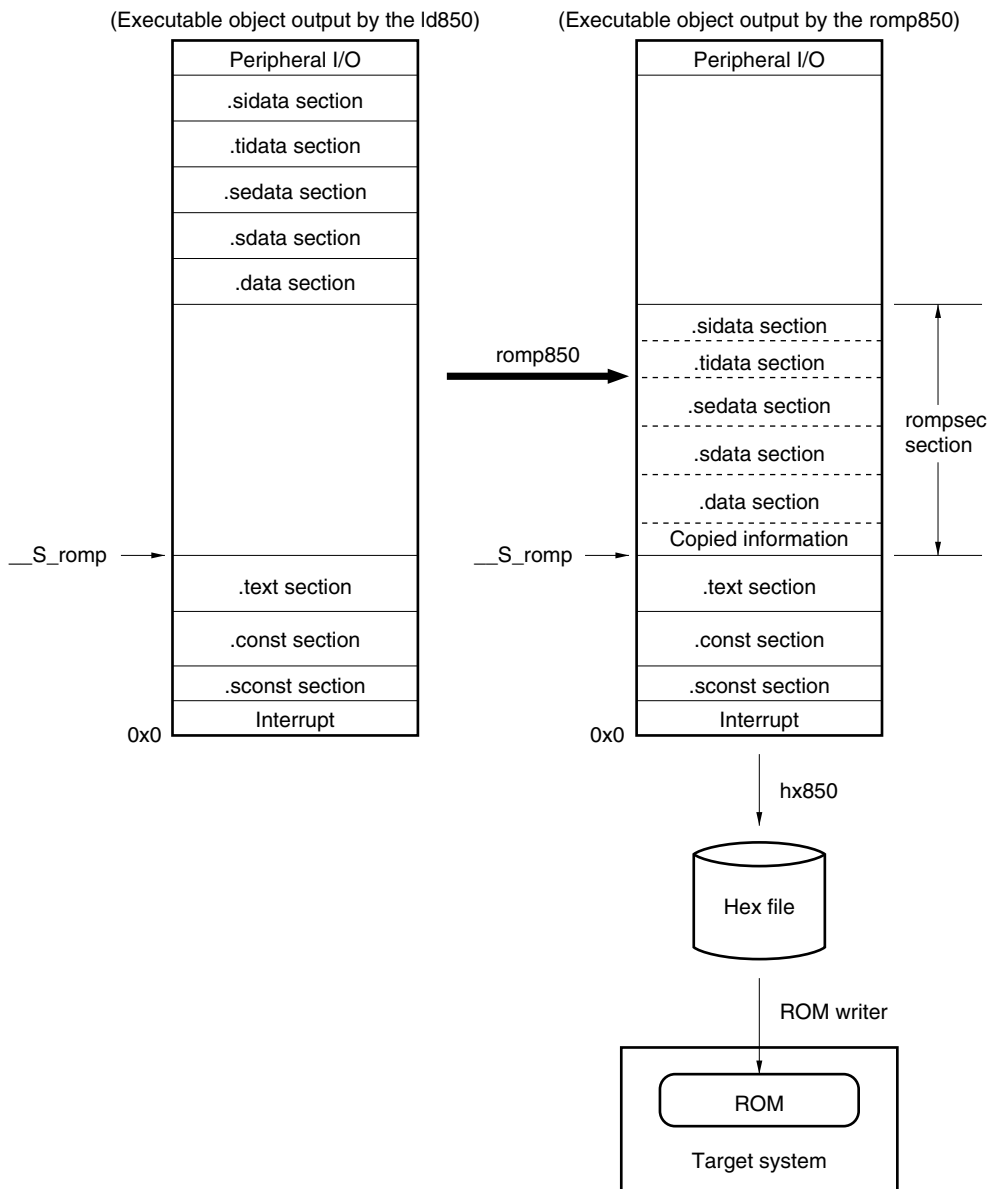 (Executable object output by the ld850)
Peripheral I/O
.sidata section
.tidata section
.sedata section
.sdata section
.data section
__S_romp
.text section
.const section
.sconst section
Interrupt
0x0
romp850
(Executable object output by the romp850)
Peripheral I/O
.sidata section
.tidata section
.sedata section
.sdata section
.data section
Copied information
rompsec
section
__S_romp
.text section
.const section
.sconst section
Interrupt
0x0
hx850
Hex file
ROM writer
ROM
Target system